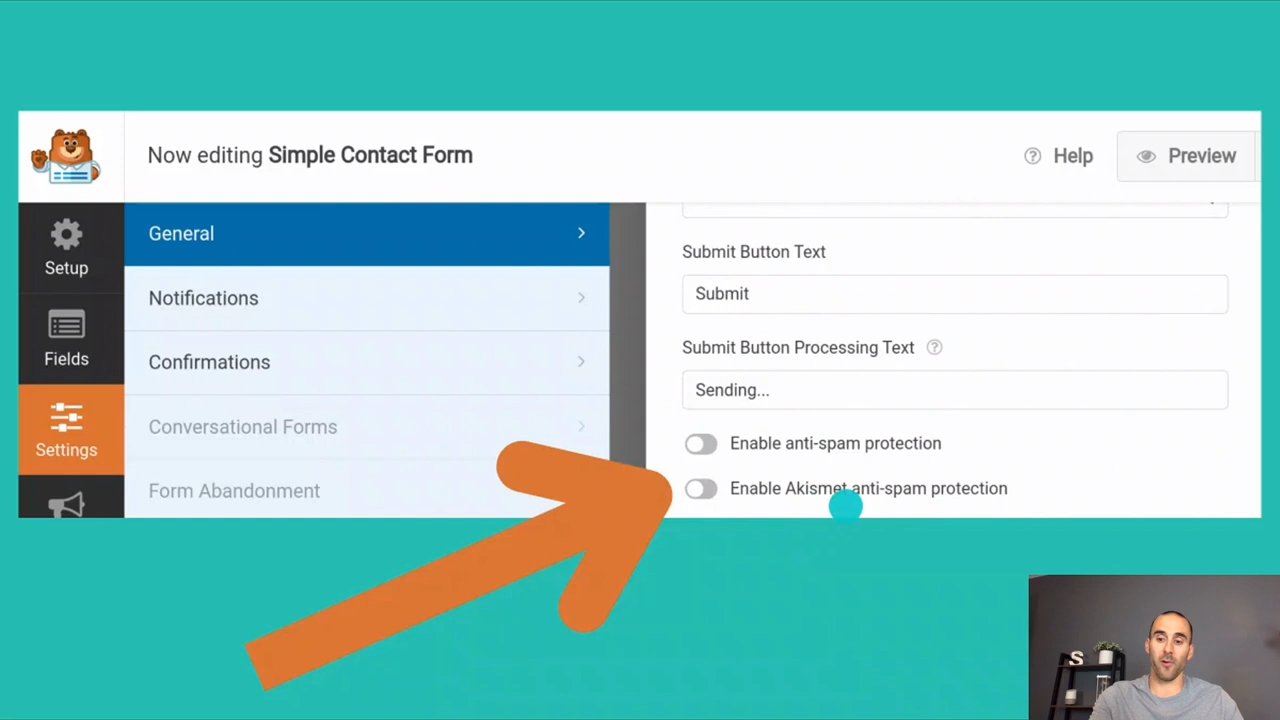 Now editing Simple Contact Form
Help
Preview
Setup
Fields
Settings
General
Notifications
Confirmations
Conversational Forms
Form Abandonment
Submit Button Text
Submit
Submit Button Processing Text
Sending...
Enable anti-spam protection
Enable Akismet anti-spam protection
S